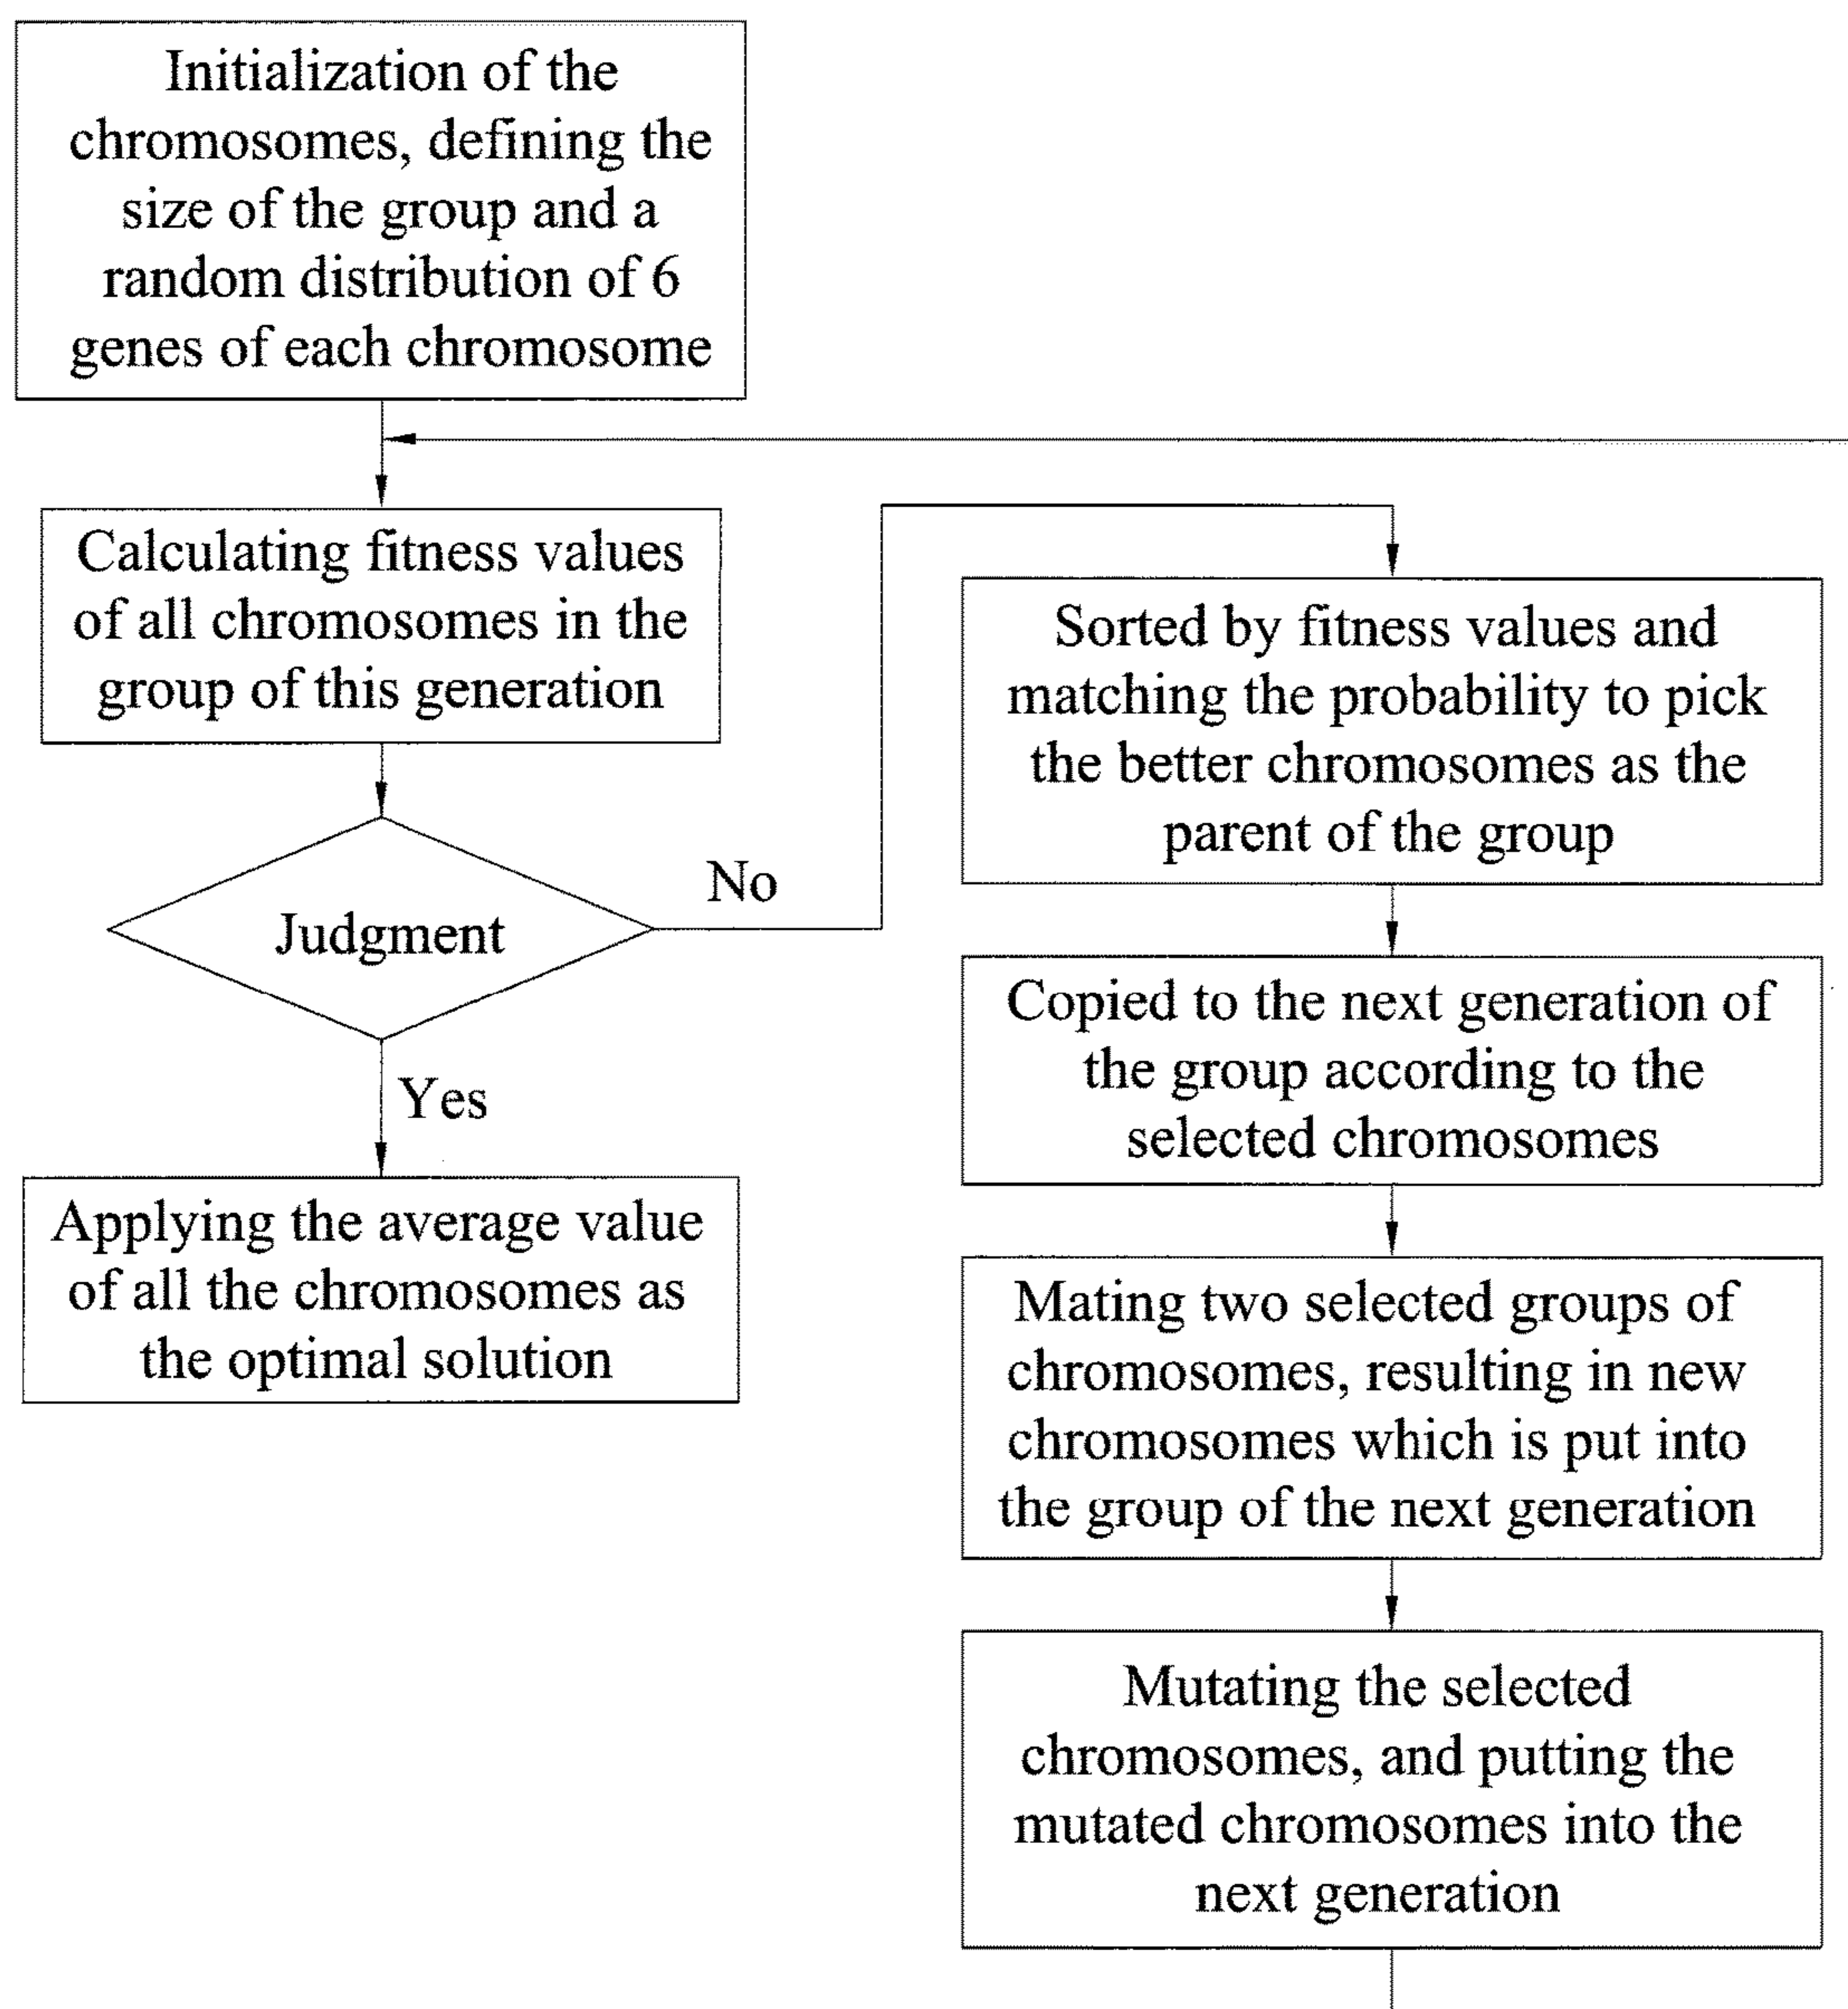 Initialization of the
chromosomes, defining the
size of the group and a
random distribution of 6
genes of each chromosome
Calculating fitness values
of all chromosomes in the
group of this generation
Judgment
No
Yes
Applying the average value
of all the chromosomes as
the optimal solution
Sorted by fitness values and
matching the probability to pick
the better chromosomes as the
parent of the group
Copied to the next generation of
the group according to the
selected chromosomes
Mating two selected groups of
chromosomes, resulting in new
chromosomes which is put into
the group of the next generation
Mutating the selected
chromosomes, and putting the
mutated chromosomes into the
next generation